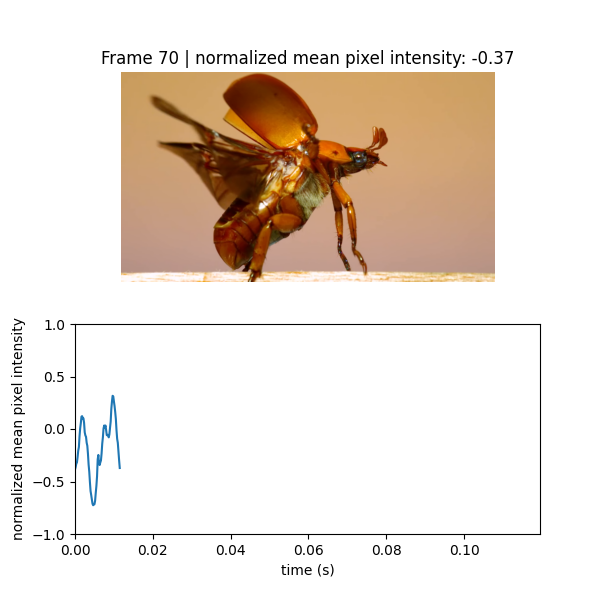 Frame 70 | normalized mean pixel intensity: -0.37
normalized mean pixel intensity
1.0
0.5
0.0
−0.5
−1.0
0.00 0.02 0.04 0.06 0.08 0.10
time (s)